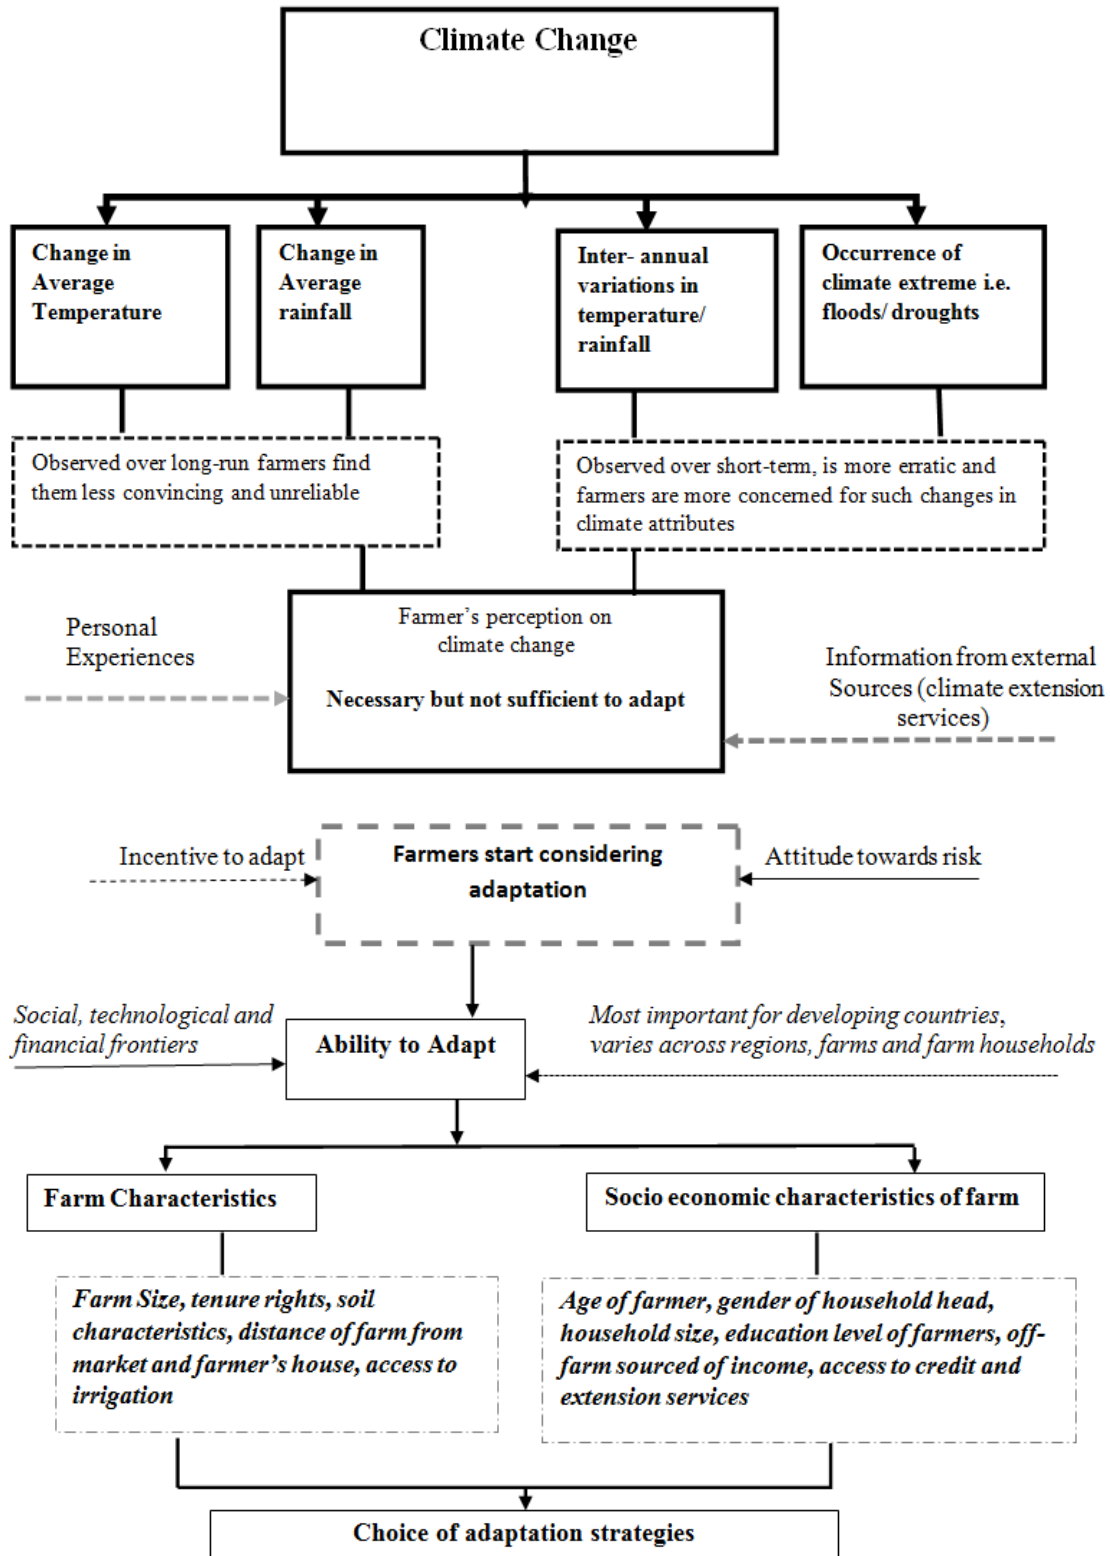 Climate Change
Change in
Average
Temperature
Change in
Average
rainfall
Inter- annual
variations in
temperature/
rainfall
Occurrence of
climate extreme i.e.
floods/ droughts
Observed over long-run farmers find
them less convincing and unreliable
Observed over short-term, is more erratic and
farmers are more concerned for such changes in
climate attributes
Personal
Experiences
Farmer’s perception on
climate change
Necessary but not sufficient to adapt
Information from external
Sources (climate extension
services)
Incentive to adapt
Farmers start considering
adaptation
Attitude towards risk
Social, technological and
financial frontiers
Ability to Adapt
Most important for developing countries,
varies across regions, farms and farm households
Farm Characteristics
Socio economic characteristics of farm
Farm Size, tenure rights, soil
characteristics, distance of farm from
market and farmer’s house, access to
irrigation
Age of farmer, gender of household head,
household size, education level of farmers, off-
farm sourced of income, access to credit and
extension services
Choice of adaptation strategies